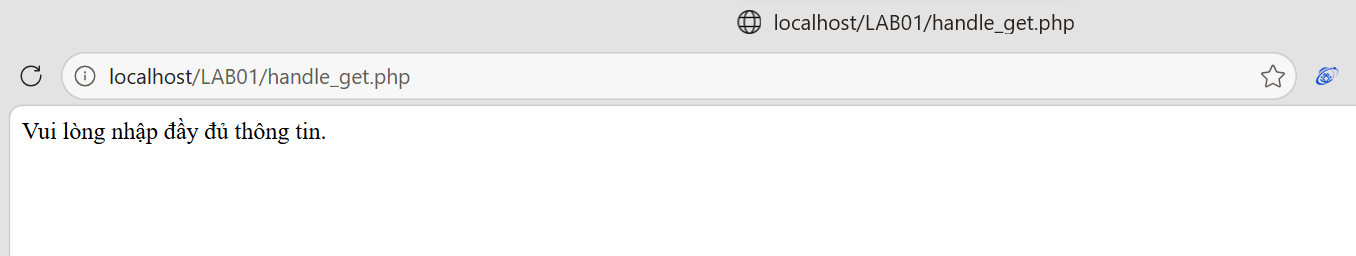 localhost/LAB01/handle_get.php
localhost/LAB01/handle_get.php
Vui lòng nhập đầy đủ thông tin.